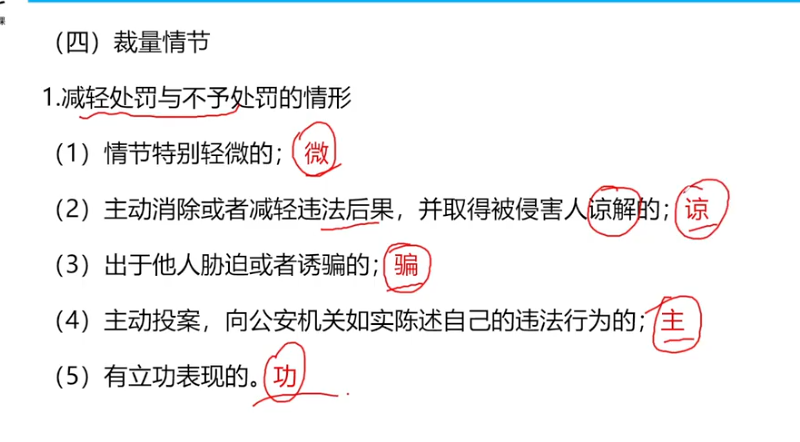 课
（四）裁量情节
1.减轻处罚与不予处罚的情形
（1）情节特别轻微的；微
（2）主动消除或者减轻违法后果，并取得被侵害人谅解的；谅
（3）出于他人胁迫或者诱骗的；骗
（4）主动投案，向公安机关如实陈述自己的违法行为的；主
（5）有立功表现的。功